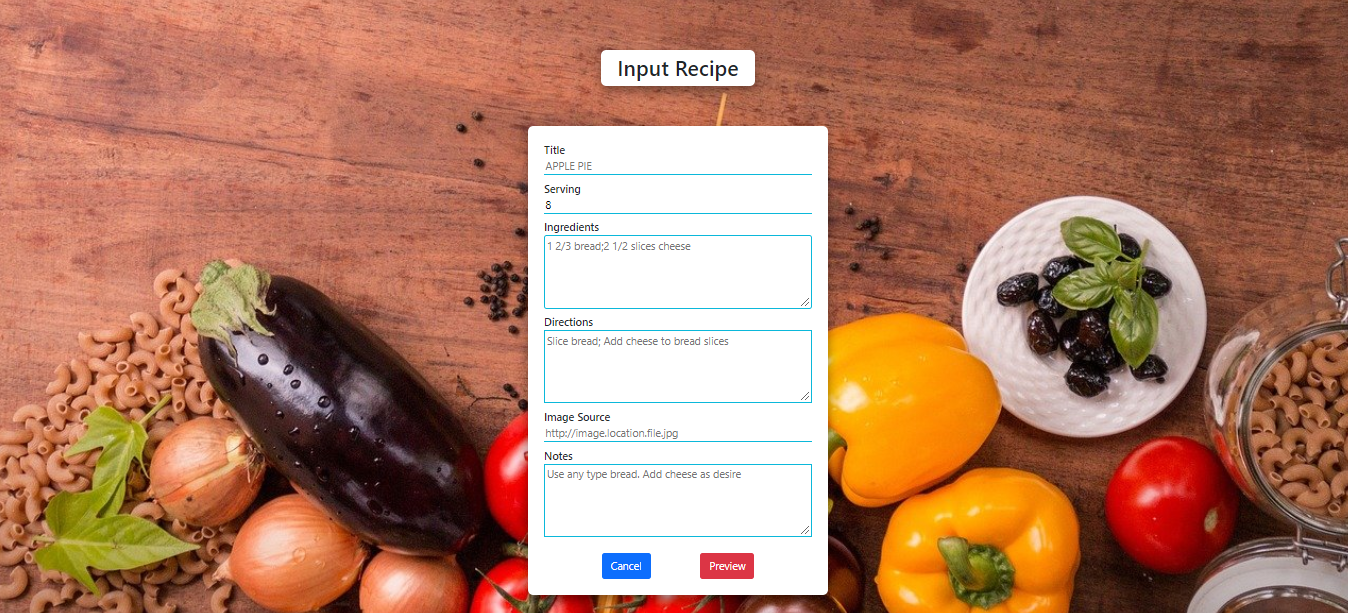 Input Recipe
Title
APPLE PIE
Serving
8
Ingredients
1 2/3 bread;2 1/2 slices cheese
Directions
Slice bread; Add cheese to bread slices
Image Source
http://image.location.file.jpg
Notes
Use any type bread. Add cheese as desire
Cancel Preview